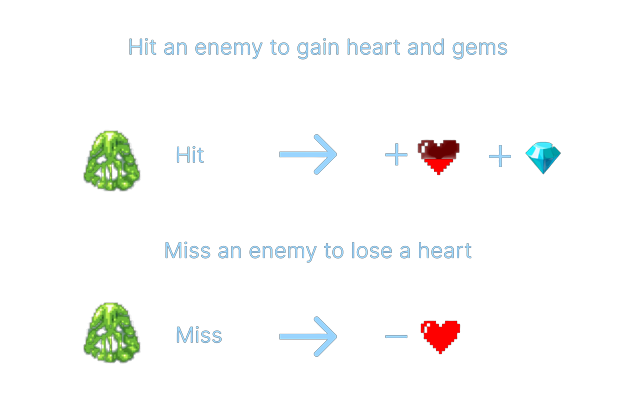 Hit an enemy to gain heart and gems
Hit + +
Miss an enemy to lose a heart
Miss −